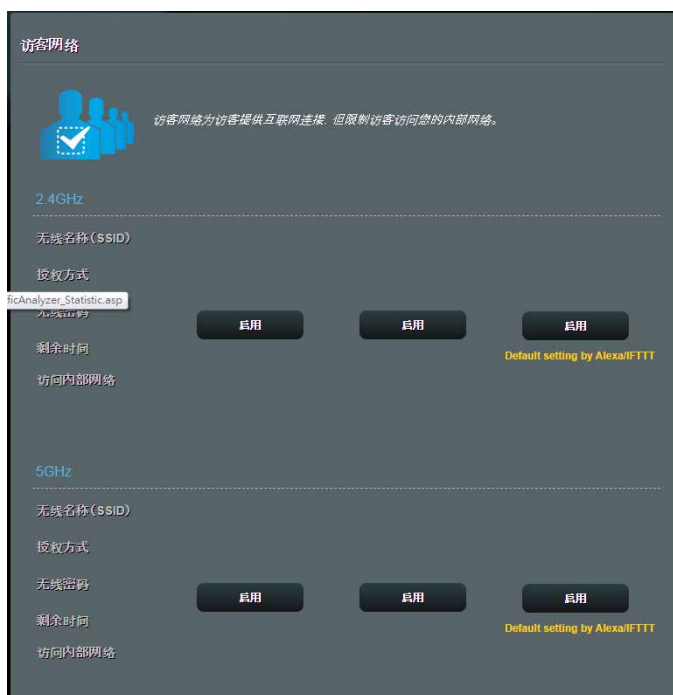 访客网络
访客网络为访客提供互联网连接, 但限制访客访问您的内部网络。
2.4GHz
无线名称(SSID)
授权方式
ficAnalyzer_Statistic.asp
无线密码
启用 启用 启用
剩余时间
Default setting by Alexa/IFTTT
访问内部网络
5GHz
无线名称(SSID)
授权方式
无线密码
启用 启用 启用
剩余时间
Default setting by Alexa/IFTTT
访问内部网络